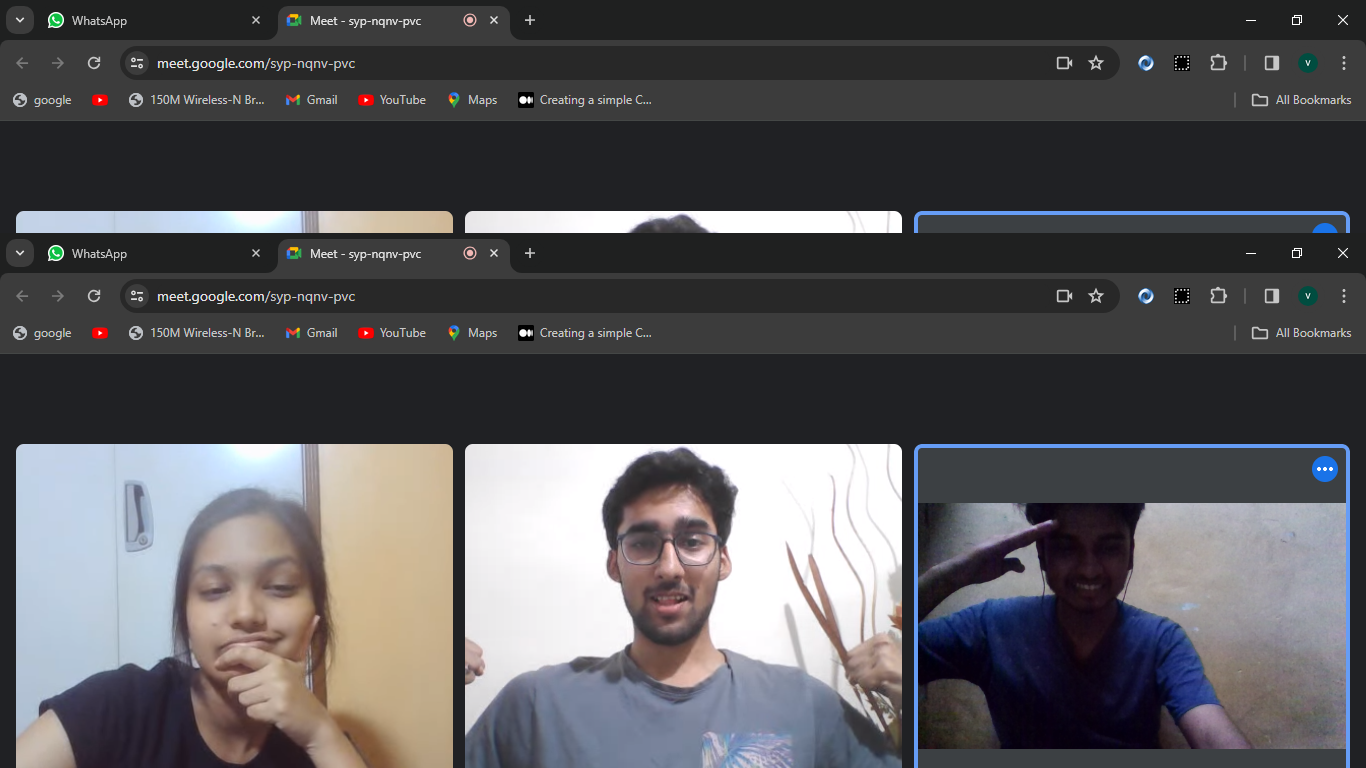 WhatsApp
Meet - syp-nqnv-pvc
meet.google.com/syp-nqnv-pvc
V
google
150M Wireless-N Br...
Gmail
YouTube
Maps
Creating a simple C...
All Bookmarks
WhatsApp
Meet - syp-nqnv-pvc
meet.google.com/syp-nqnv-pvc
V
google
150M Wireless-N Br...
Gmail
YouTube
Maps
Creating a simple C...
All Bookmarks